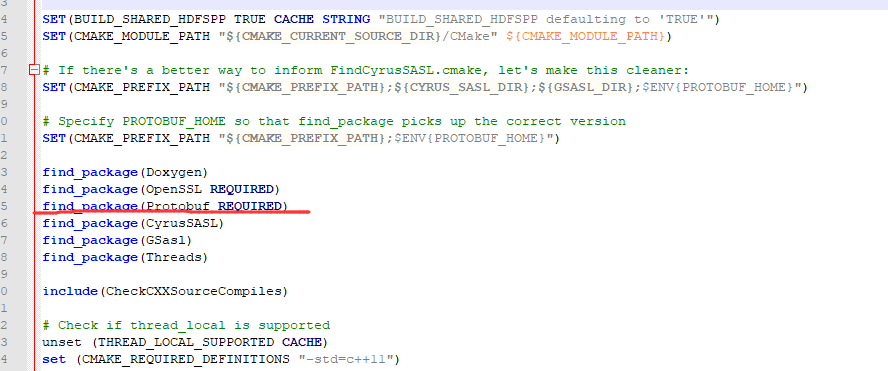 3
4 SET(BUILD_SHARED_HDFSPP TRUE CACHE STRING "BUILD_SHARED_HDFSPP defaulting to 'TRUE'")
5 SET(CMAKE_MODULE_PATH "${CMAKE_CURRENT_SOURCE_DIR}/CMake" ${CMAKE_MODULE_PATH})
6
7 # If there's a better way to inform FindCyrusSASL.cmake, let's make this cleaner:
8 SET(CMAKE_PREFIX_PATH "${CMAKE_PREFIX_PATH};${CYRUS_SASL_DIR};${GSASL_DIR};$ENV{PROTOBUF_HOME}")
9
0 # Specify PROTOBUF_HOME so that find_package picks up the correct version
1 SET(CMAKE_PREFIX_PATH "${CMAKE_PREFIX_PATH};$ENV{PROTOBUF_HOME}")
2
3 find_package(Doxygen)
4 find_package(OpenSSL REQUIRED)
5 find_package(Protobuf REQUIRED)
6 find_package(CyrusSASL)
7 find_package(GSasl)
8 find_package(Threads)
9
0 include(CheckCXXSourceCompiles)
1
2 # Check if thread_local is supported
3 unset (THREAD_LOCAL_SUPPORTED CACHE)
4 set (CMAKE_REQUIRED_DEFINITIONS "-std=c++11")